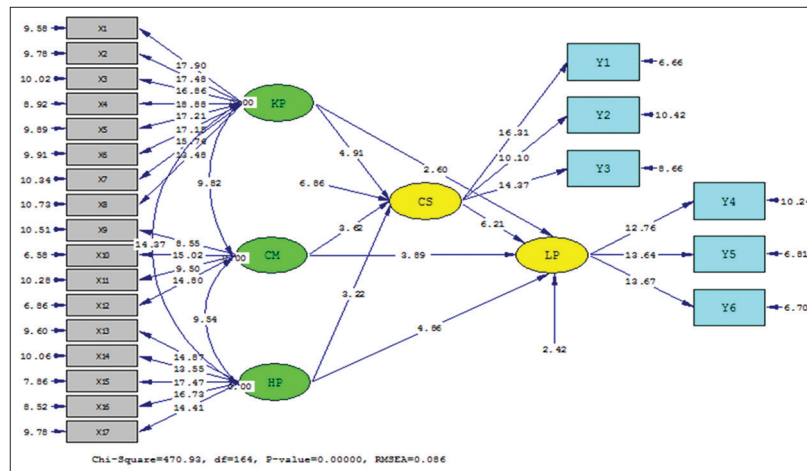 9.58 X1
9.78 X2
10.02 X3
8.92 X4
9.89 X5
9.91 X6
10.34 X7
10.73 X8
10.51 X9
6.58 X10
10.28 X11
6.86 X12
9.60 X13
10.06 X14
7.86 X15
8.52 X16
9.78 X17
17.90
17.48
16.86
18.88
17.21
17.18
15.74
13.48
KP
9.82
14.37
8.55
15.02
9.50
14.80
CM
9.54
14.87
13.55
17.47
16.73
14.41
HP
4.91
2.60
6.86
CS
3.62
3.89
3.22
4.86
6.21
LP
2.42
16.31
10.10
14.37
Y1 6.66
Y2 10.42
Y3 8.66
12.76
13.64
13.67
Y4 10.24
Y5 6.81
Y6 6.70
Chi-Square=470.93, df=164, P-value=0.00000, RMSEA=0.086